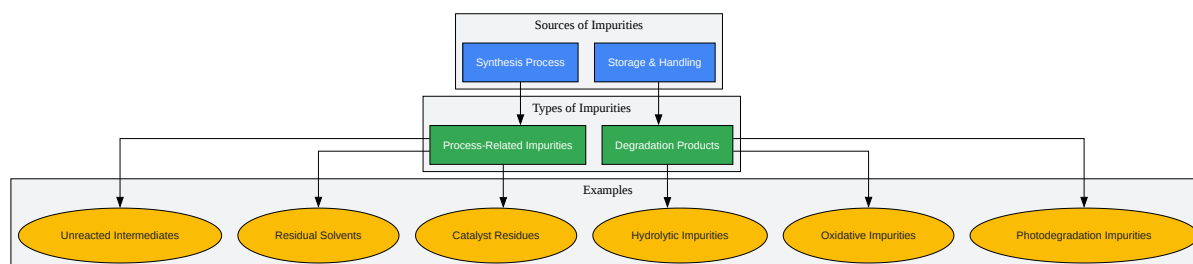 Sources of Impurities
Synthesis Process
Storage & Handling
Types of Impurities
Process-Related Impurities
Degradation Products
Examples
Unreacted Intermediates
Residual Solvents
Catalyst Residues
Hydrolytic Impurities
Oxidative Impurities
Photodegradation Impurities